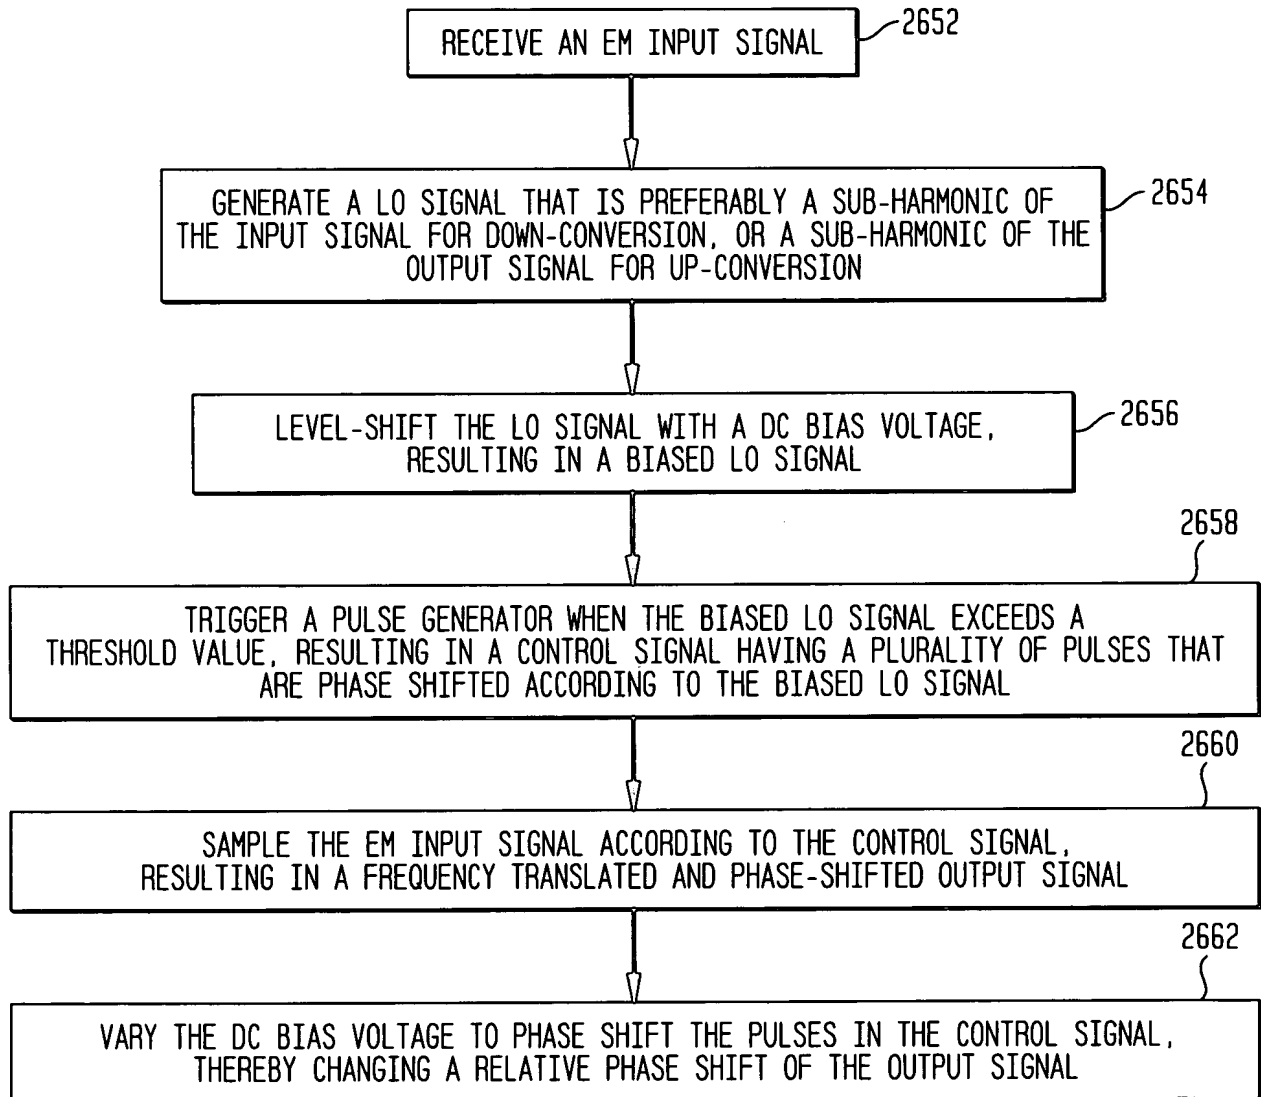 RECEIVE AN EM INPUT SIGNAL
2652
GENERATE A LO SIGNAL THAT IS PREFERABLY A SUB-HARMONIC OF
THE INPUT SIGNAL FOR DOWN-CONVERSION, OR A SUB-HARMONIC OF THE
OUTPUT SIGNAL FOR UP-CONVERSION
2654
LEVEL-SHIFT THE LO SIGNAL WITH A DC BIAS VOLTAGE,
RESULTING IN A BIASED LO SIGNAL
2656
2658
TRIGGER A PULSE GENERATOR WHEN THE BIASED LO SIGNAL EXCEEDS A
THRESHOLD VALUE, RESULTING IN A CONTROL SIGNAL HAVING A PLURALITY OF PULSES THAT
ARE PHASE SHIFTED ACCORDING TO THE BIASED LO SIGNAL
2660
SAMPLE THE EM INPUT SIGNAL ACCORDING TO THE CONTROL SIGNAL,
RESULTING IN A FREQUENCY TRANSLATED AND PHASE-SHIFTED OUTPUT SIGNAL
2662
VARY THE DC BIAS VOLTAGE TO PHASE SHIFT THE PULSES IN THE CONTROL SIGNAL,
THEREBY CHANGING A RELATIVE PHASE SHIFT OF THE OUTPUT SIGNAL